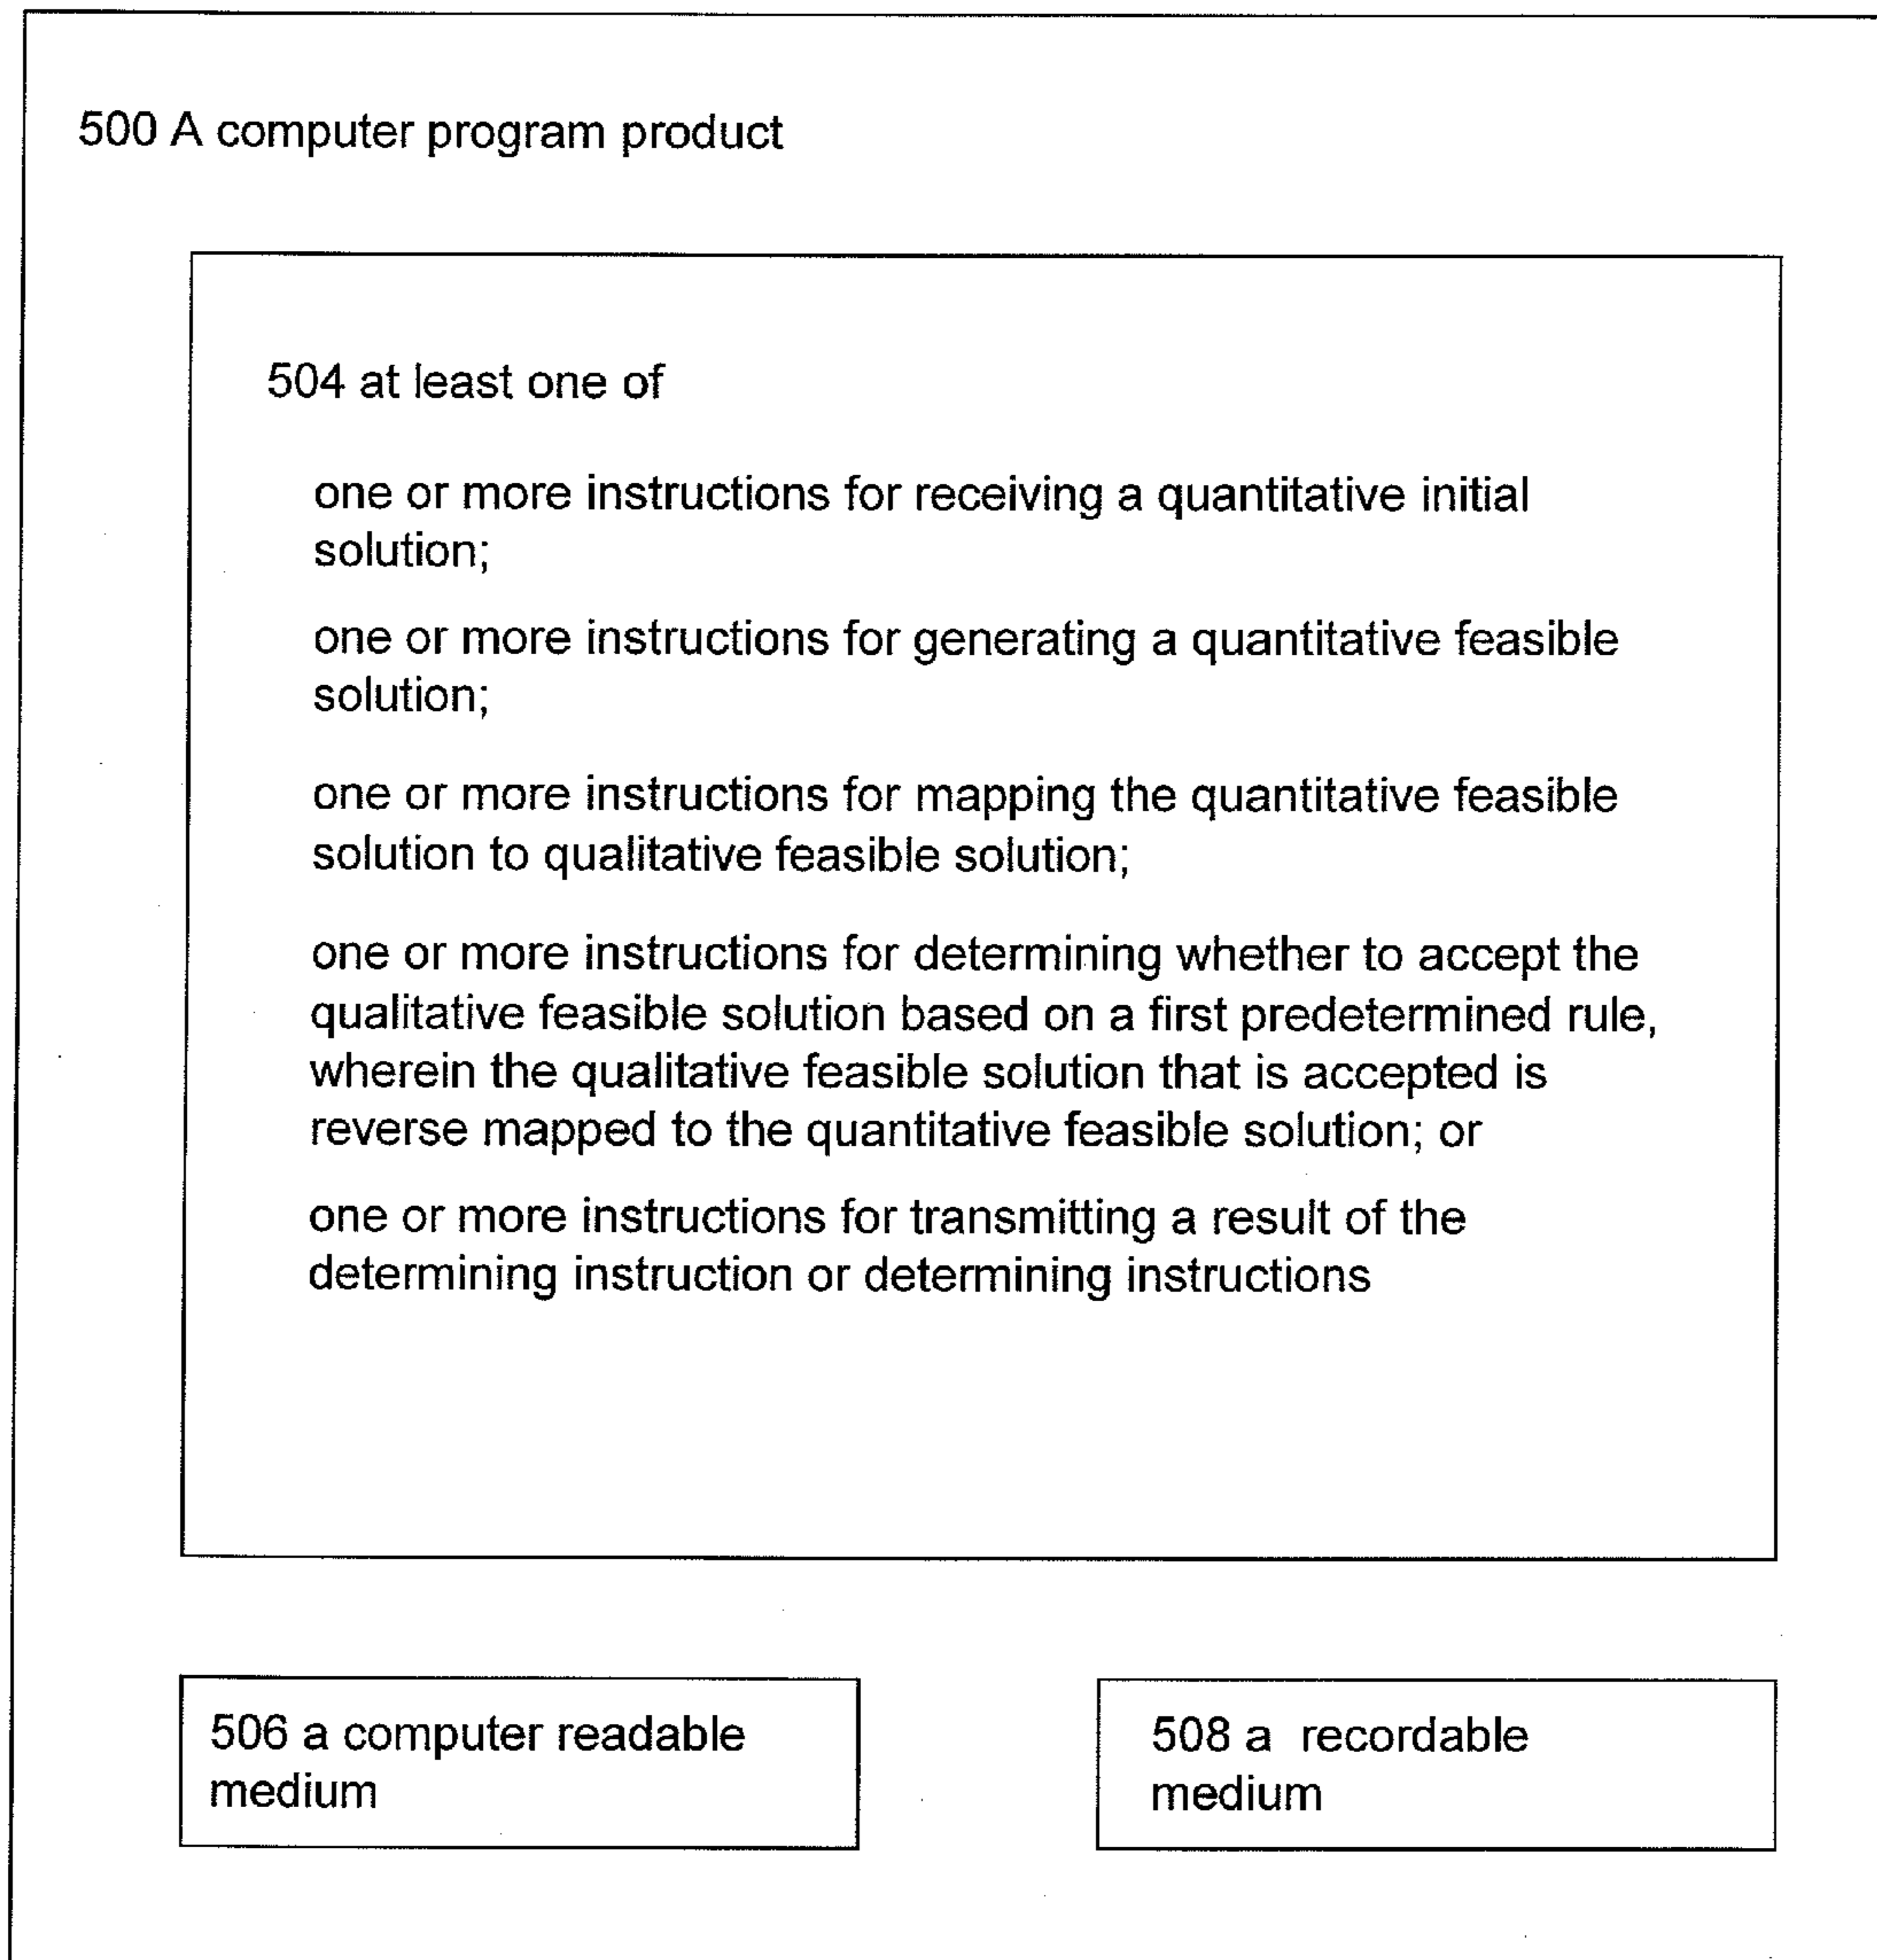 500 A computer program product
504 at least one of
one or more instructions for receiving a quantitative initial
solution;
one or more instructions for generating a quantitative feasible
solution;
one or more instructions for mapping the quantitative feasible
solution to qualitative feasible solution;
one or more instructions for determining whether to accept the
qualitative feasible solution based on a first predetermined rule,
wherein the qualitative feasible solution that is accepted is
reverse mapped to the quantitative feasible solution; or
one or more instructions for transmitting a result of the
determining instruction or determining instructions
506 a computer readable
medium
508 a recordable
medium